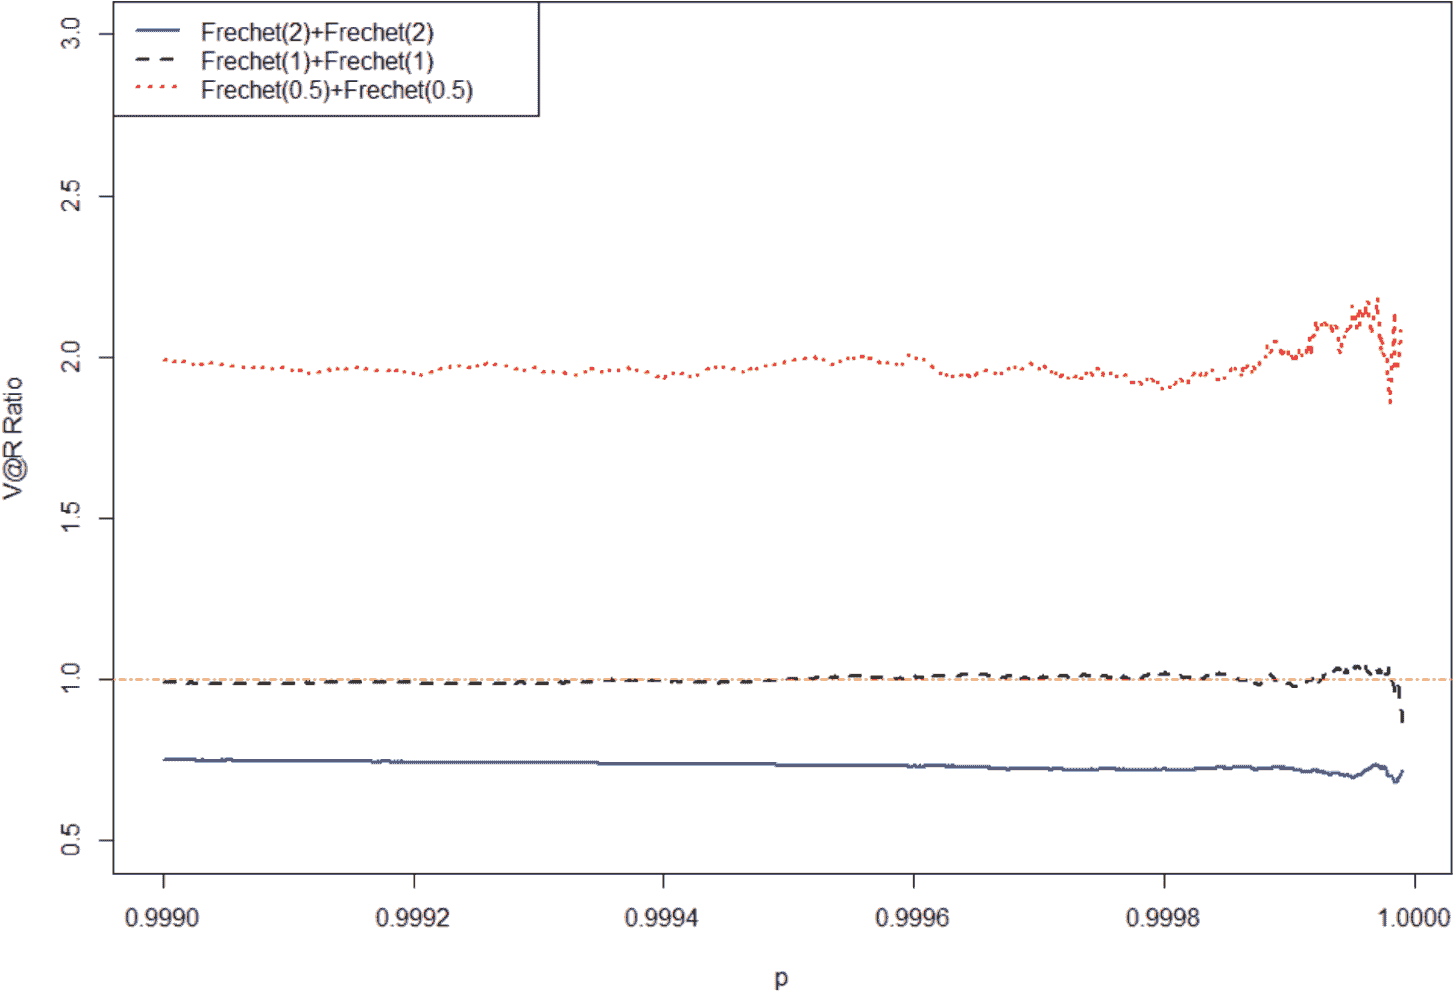 Frechet(2)+Frechet(2)
Frechet(1)+Frechet(1)
Frechet(0.5)+Frechet(0.5)
3.0
2.5
2.0
1.5
1.0
0.5
V@R Ratio
0.9990 0.9992 0.9994 0.9996 0.9998 1.0000
p